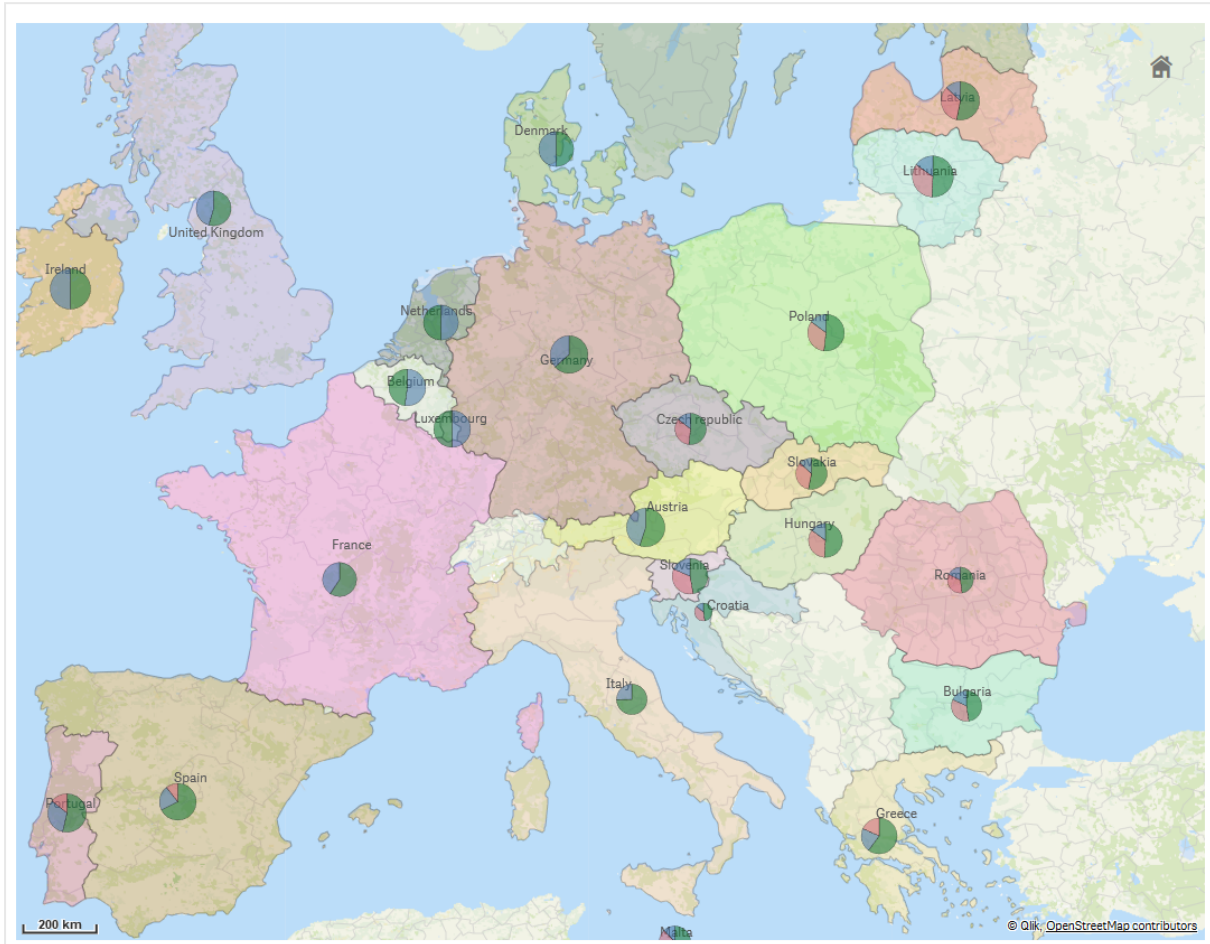 Latvia
Denmark
Lithuania
United Kingdom
Ireland
Netherlands
Poland
Germany
Belgium
Luxembourg
Czech republic
Slovakia
Austria
Hungary
France
Slovenia
Romania
Croatia
Italy
Bulgaria
Spain
Portugal
Greece
200 km
© Qlik, OpenStreetMap contributors
Malta